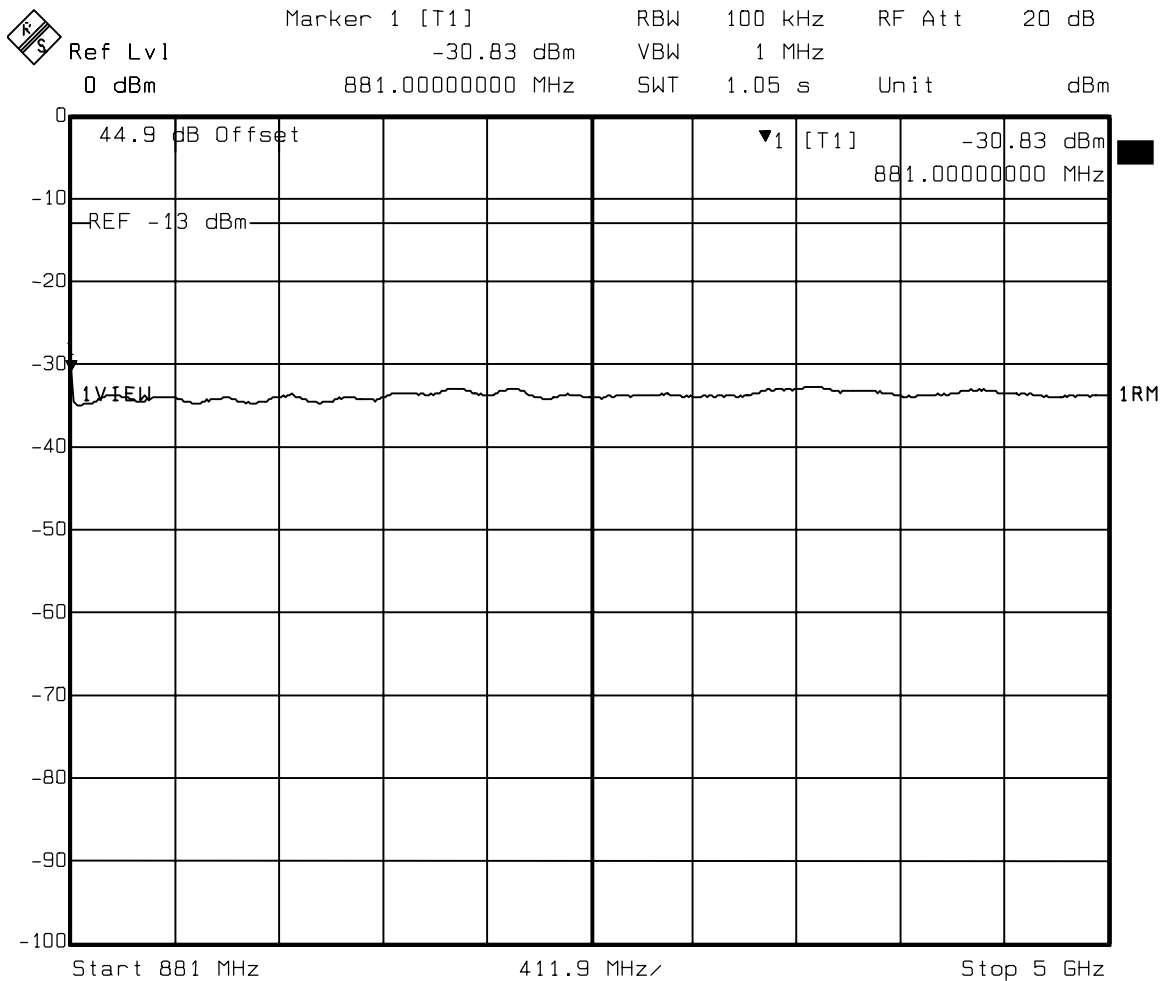 R S
Marker 1 [T1] RBW 100 kHz RF Att 20 dB
Ref Lvl -30.83 dBm VBW 1 MHz
0 dBm 881.00000000 MHz SWT 1.05 s Unit dBm
0
44.9 dB Offset ▼1 [T1] -30.83 dBm
881.00000000 MHz
-10
REF -13 dBm
-20
-30
1VIEW 1RM
-40
-50
-60
-70
-80
-90
-100
Start 881 MHz 411.9 MHz/ Stop 5 GHz